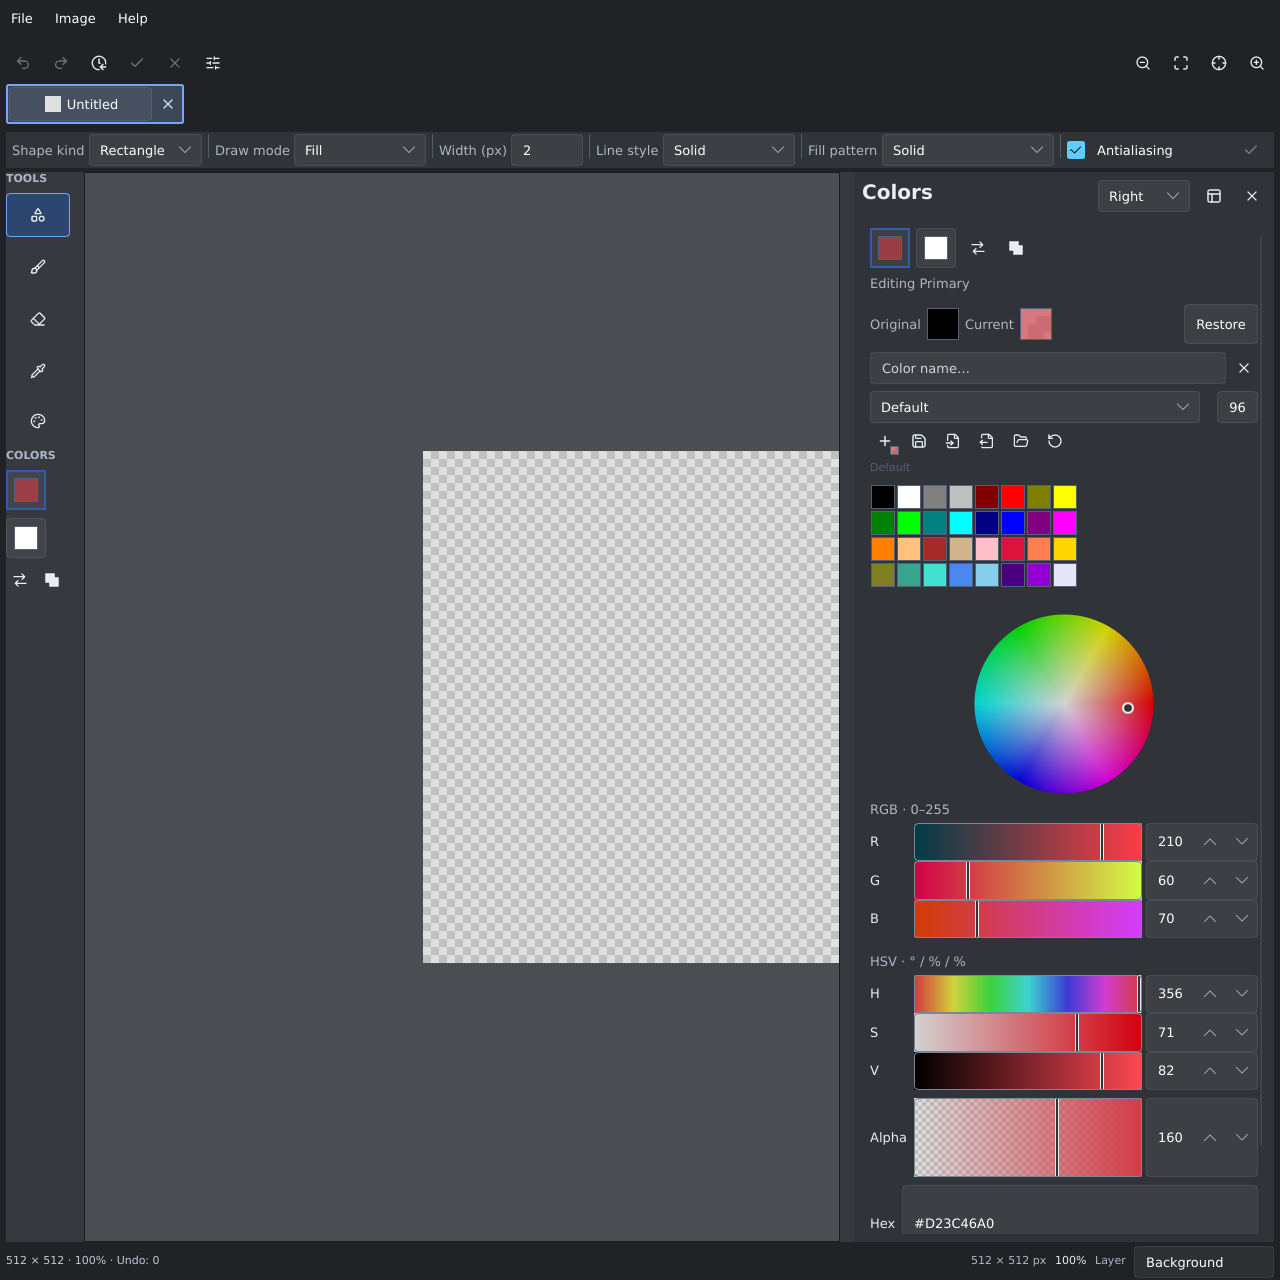 File Image Help
Untitled
Shape kind Rectangle Draw mode Fill Width (px) 2 Line style Solid Fill pattern Solid Antialiasing
TOOLS
COLORS
Colors Right
Editing Primary
Original Current Restore
Color name...
Default 96
Default
RGB · 0–255
R 210
G 60
B 70
HSV · ° / % / %
H 356
S 71
V 82
Alpha 160
Hex #D23C46A0
512 × 512 · 100% · Undo: 0 512 × 512 px 100% Layer Background